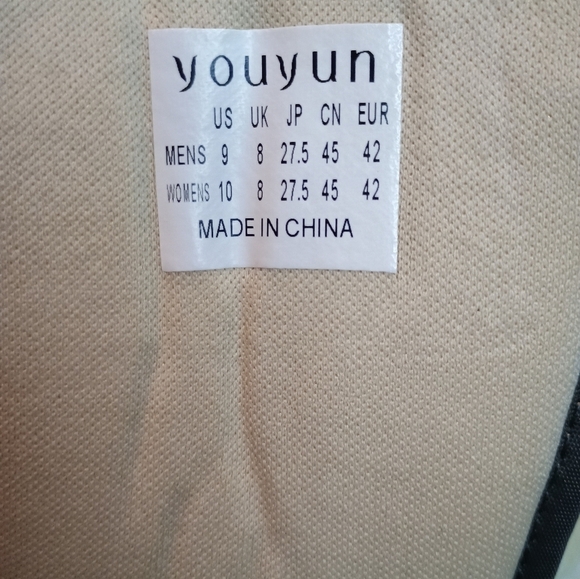 youyun
US UK JP CN EUR
MENS 9 8 27.5 45 42
WOMENS 10 8 27.5 45 42
MADE IN CHINA